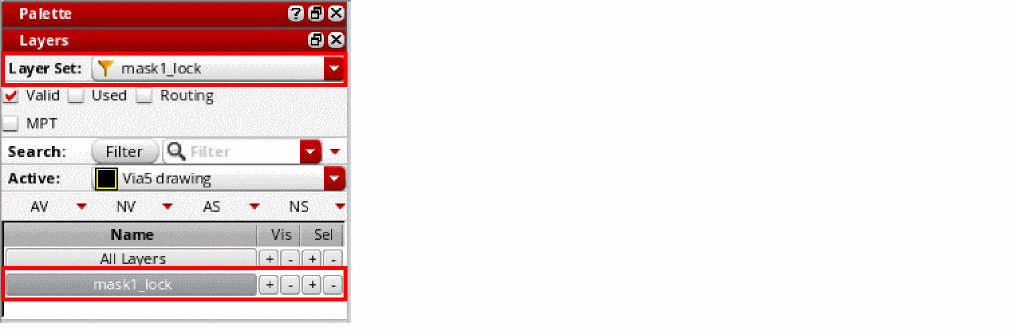 Palette ?
Layers
Layer Set: mask1_lock
Valid Used Routing
MPT
Search: Filter Filter
Active: Via5 drawing
AV NV AS NS
Name Vis Sel
All Layers + - + -
mask1_lock + - + -